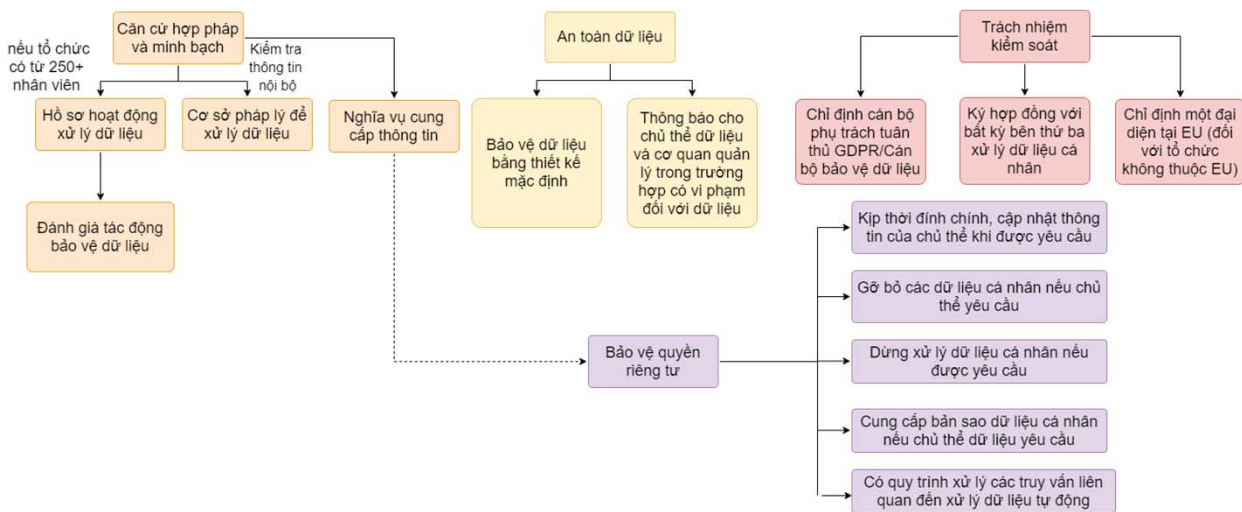 Căn cứ hợp pháp
và minh bạch
nếu tổ chức
có từ 250+
nhân viên
Kiểm tra
thông tin
nội bộ
Hồ sơ hoạt động
xử lý dữ liệu
Cơ sở pháp lý để
xử lý dữ liệu
Nghĩa vụ cung
cấp thông tin
Đánh giá tác động
bảo vệ dữ liệu
An toàn dữ liệu
Bảo vệ dữ liệu
bằng thiết kế
mặc định
Thông báo cho
chủ thể dữ liệu
và cơ quan quản
lý trong trường
hợp có vi phạm
đối với dữ liệu
Trách nhiệm
kiểm soát
Chỉ định cán bộ
phụ trách tuân
thủ GDPR/Cán
bộ bảo vệ dữ liệu
Ký hợp đồng với
bất kỳ bên thứ ba
xử lý dữ liệu cá
nhân
Chỉ định một đại
diện tại EU (đối
với tổ chức
không thuộc EU)
Bảo vệ quyền
riêng tư
Kịp thời đính chính, cập nhật thông
tin của chủ thể khi được yêu cầu
Gỡ bỏ các dữ liệu cá nhân nếu chủ
thể yêu cầu
Dừng xử lý dữ liệu cá nhân nếu
được yêu cầu
Cung cấp bản sao dữ liệu cá nhân
nếu chủ thể dữ liệu yêu cầu
Có quy trình xử lý các truy vấn liên
quan đến xử lý dữ liệu tự động